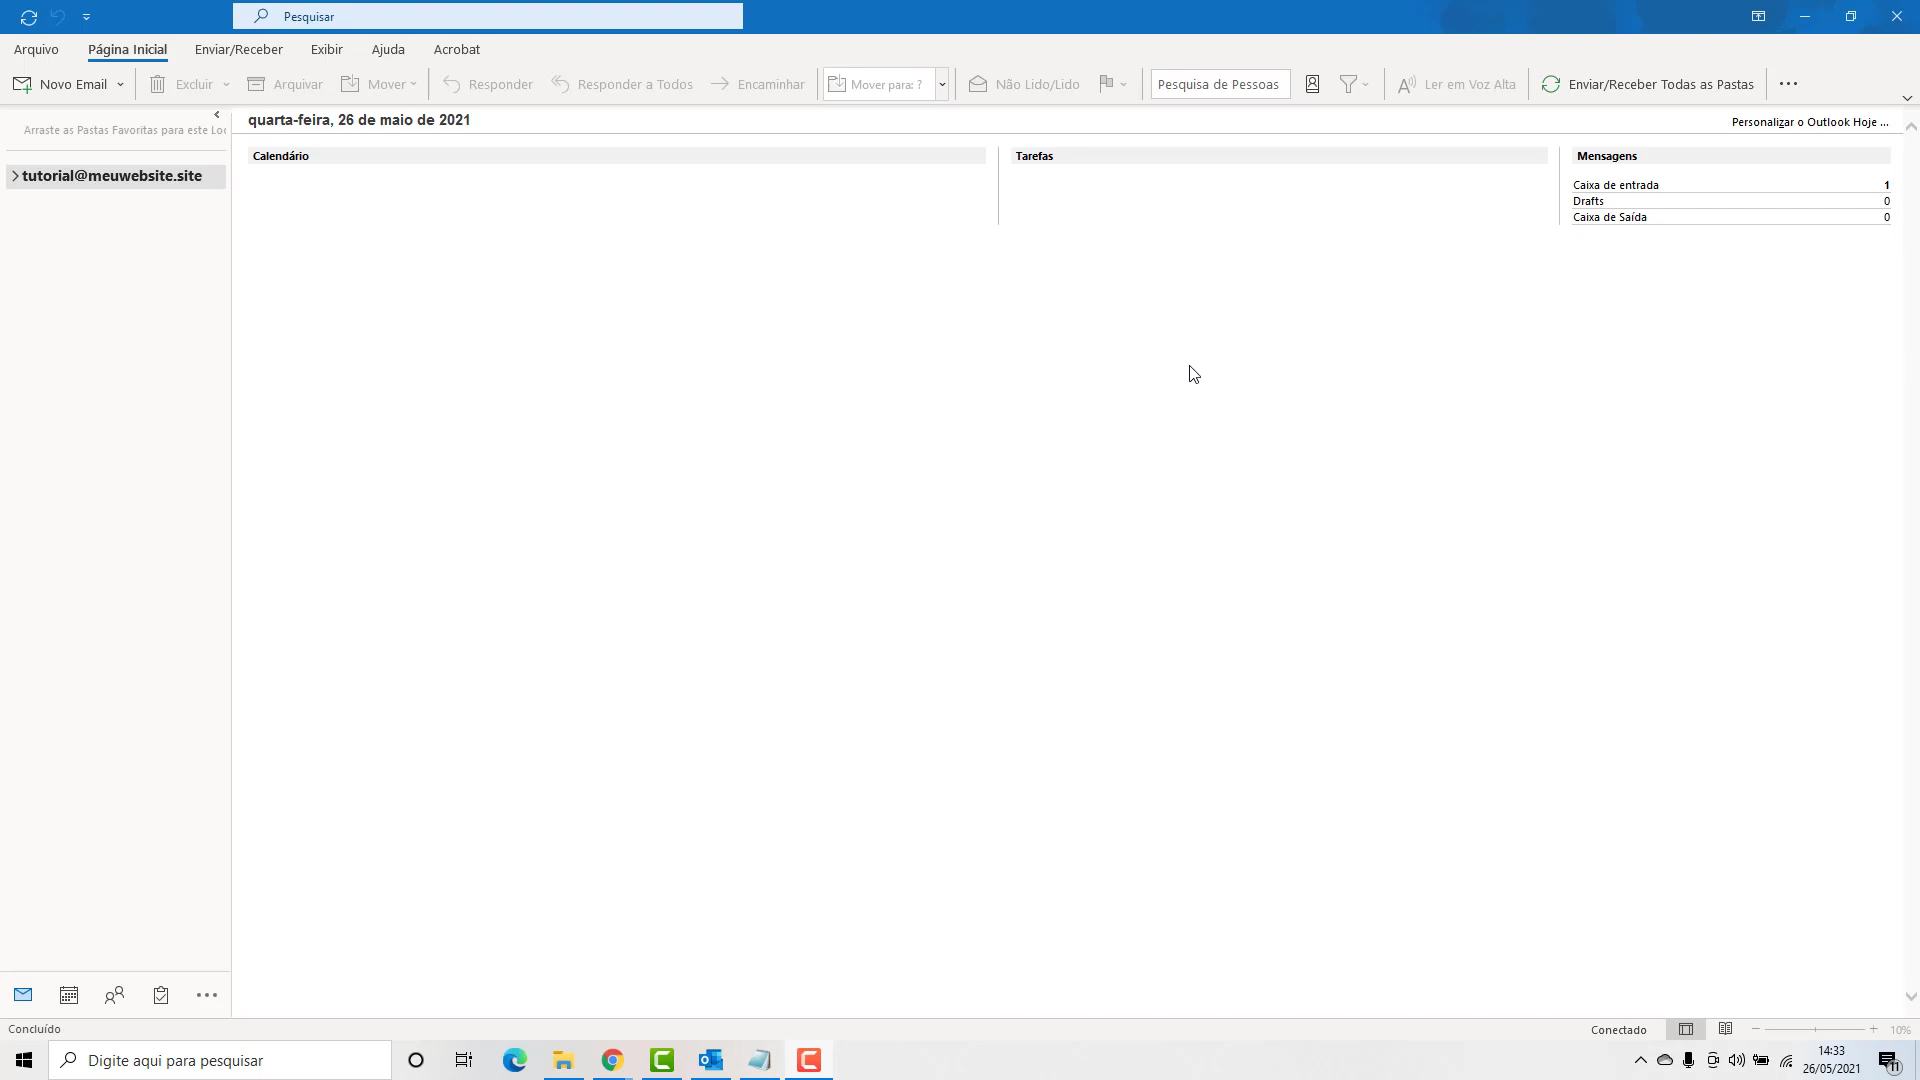 Pesquisar
Arquivo Página Inicial Enviar/Receber Exibir Ajuda Acrobat
Novo Email Excluir Arquivar Mover Responder Responder a Todos Encaminhar Mover para: ? Não Lido/Lido Pesquisa de Pessoas Ler em Voz Alta Enviar/Receber Todas as Pastas
Arraste as Pastas Favoritas para este Loc
quarta-feira, 26 de maio de 2021
Personalizar o Outlook Hoje ...
Calendário Tarefas Mensagens
tutorial@meuwebsite.site
Caixa de entrada 1
Drafts 0
Caixa de Saída 0
Concluído Conectado 10%
Digite aqui para pesquisar
14:33
26/05/2021
11